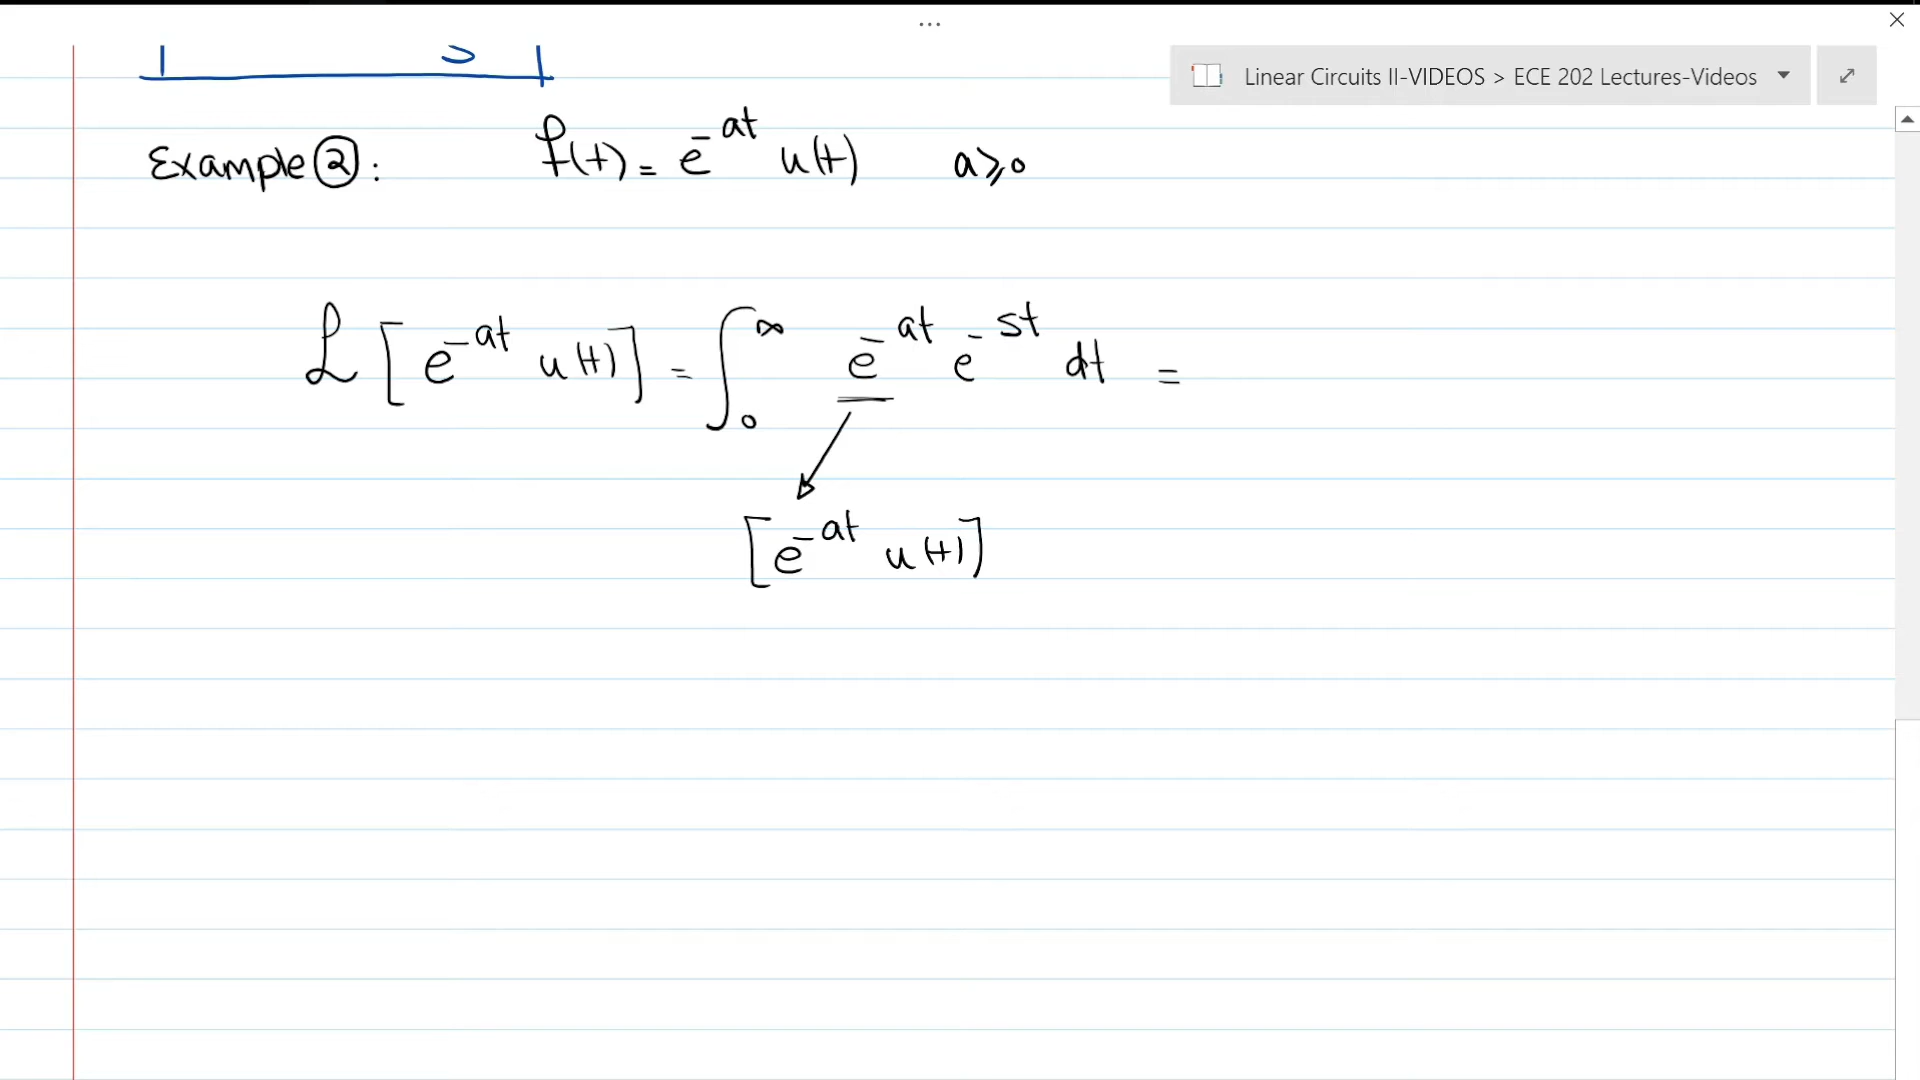 ...
Linear Circuits II-VIDEOS > ECE 202 Lectures-Videos
Example ②: f(t) = e^{-at} u(t) a ⩾ 0
ℒ [e^{-at} u(t)] = ∫_0^∞ e^{-at} e^{-st} dt =
[e^{-at} u(t)]